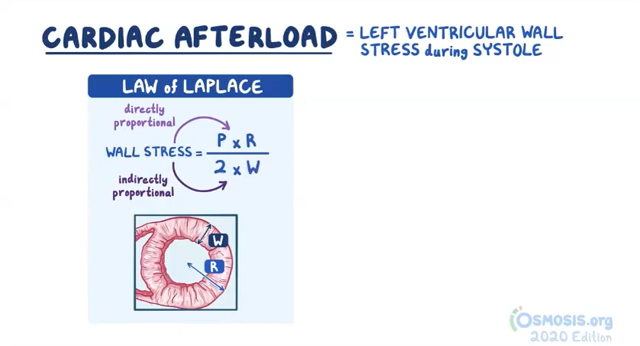 CARDIAC AFTERLOAD = LEFT VENTRICULAR WALL
STRESS during SYSTOLE
LAW of LAPLACE
directly
proportional
WALL STRESS = P x R
2 x W
indirectly
proportional
W
R
OSMOSIS.org
2020 Edition